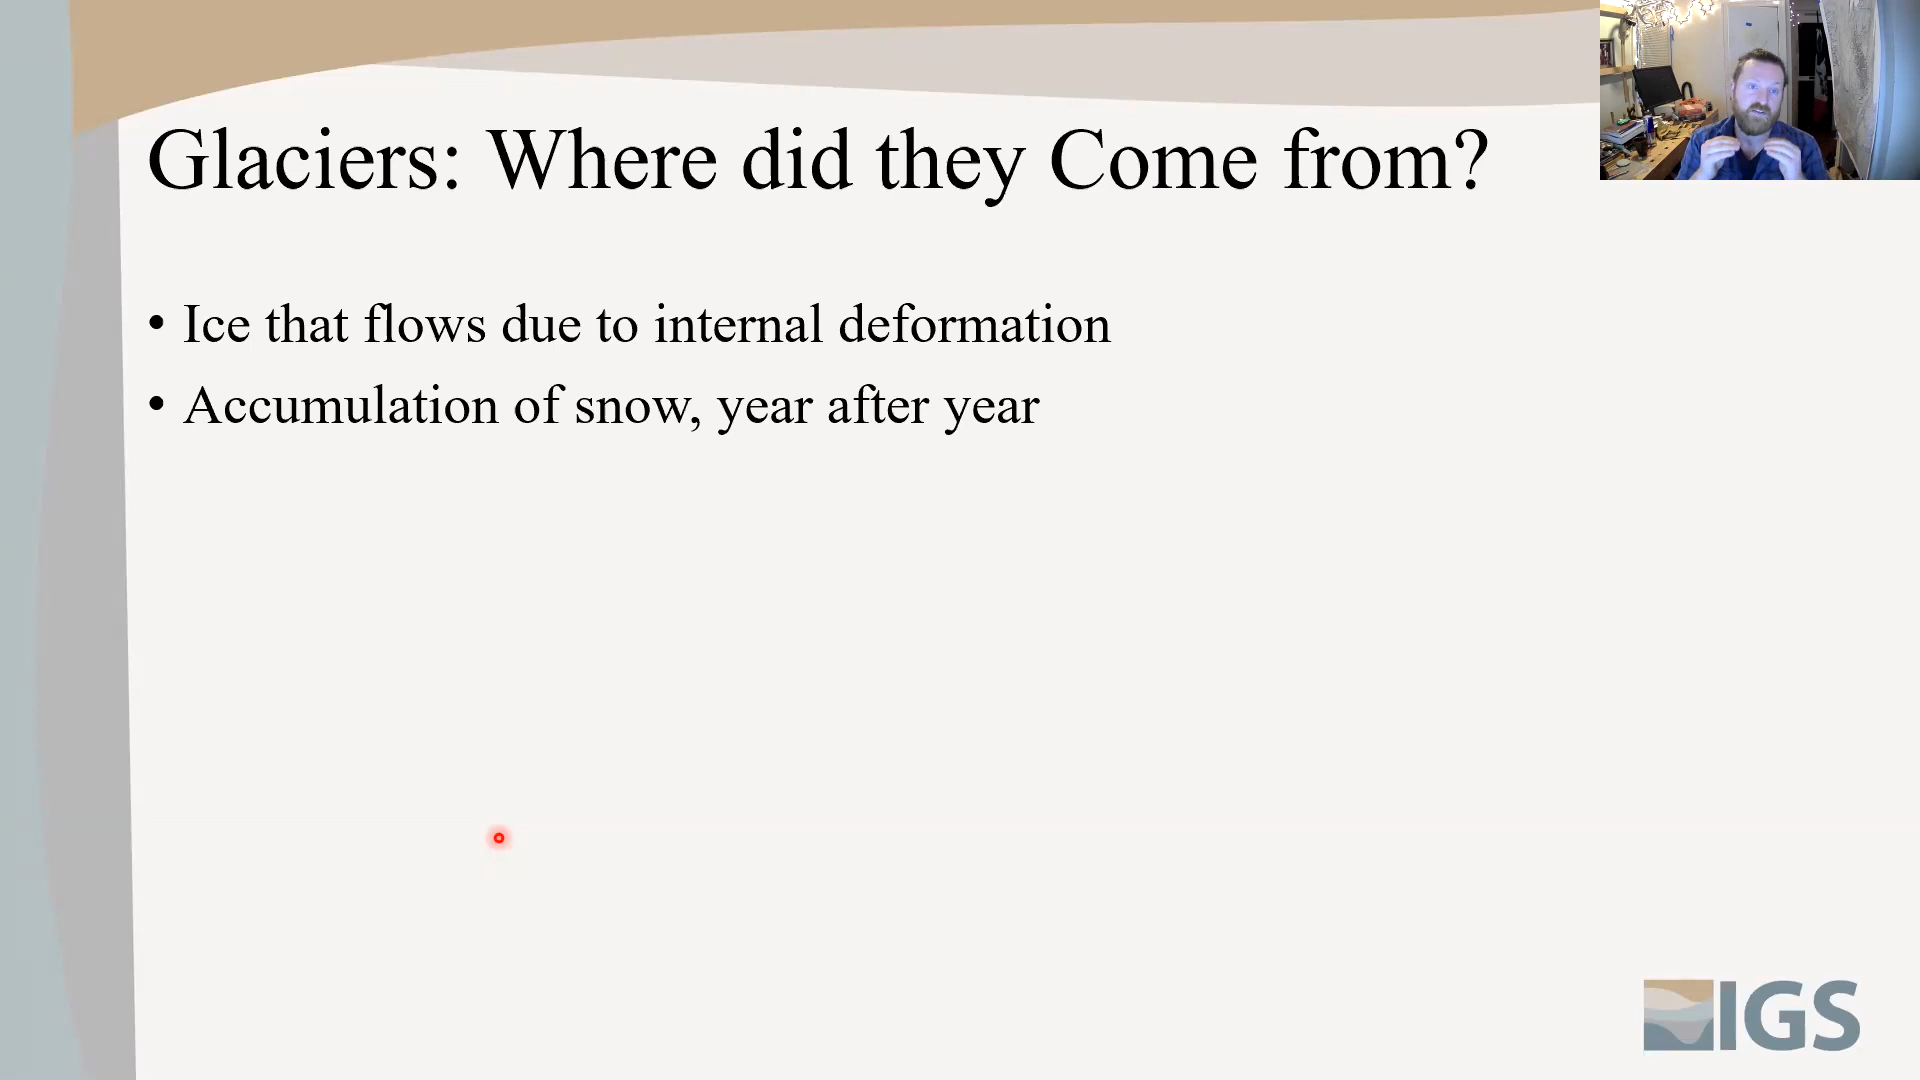 Glaciers: Where did they Come from?
• Ice that flows due to internal deformation
• Accumulation of snow, year after year
IGS